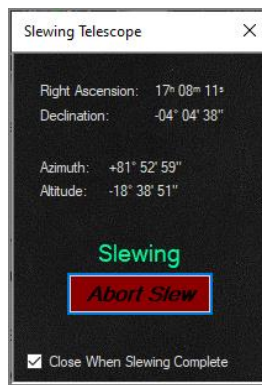 Slewing Telescope
Right Ascension: 17ʰ 08ᵐ 11ˢ
Declination: -04° 04' 38"
Azimuth: +81° 52' 59"
Altitude: -18° 38' 51"
Slewing
Abort Slew
Close When Slewing Complete